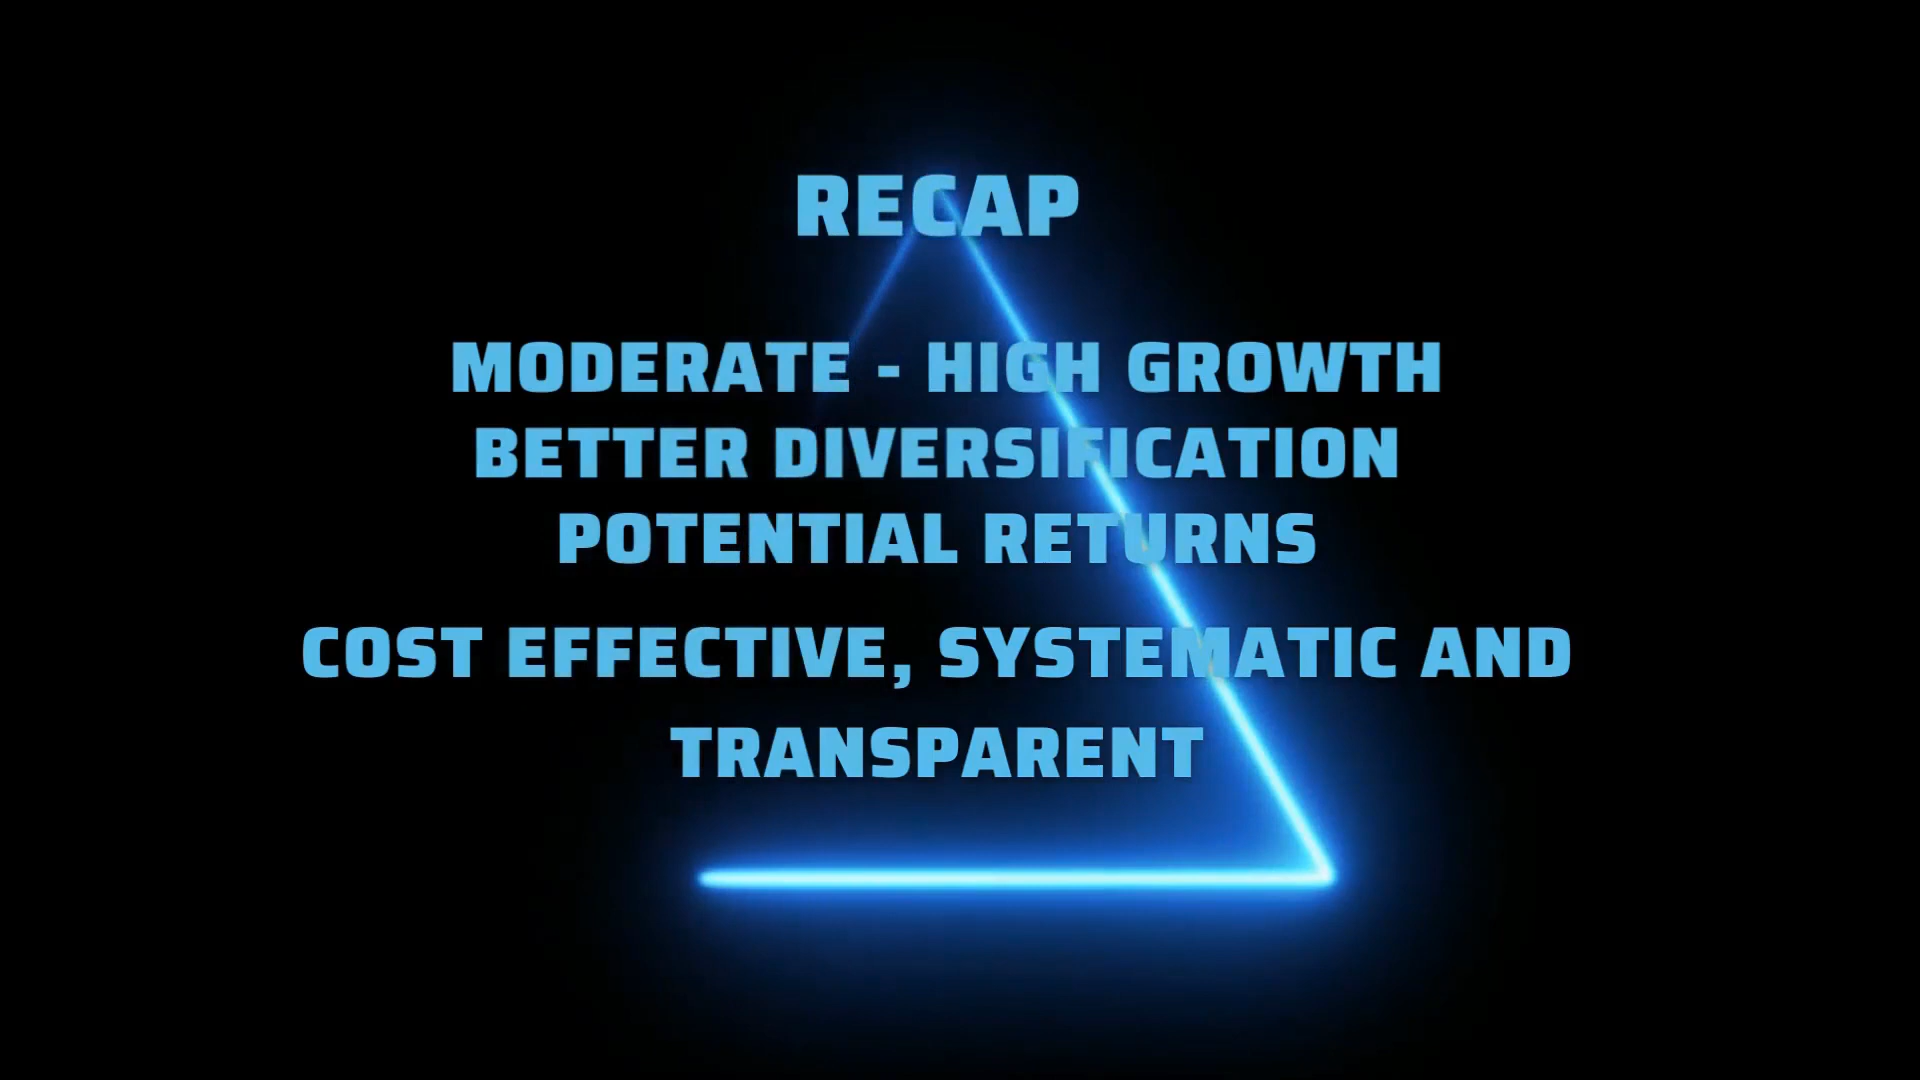 RECAP
MODERATE - HIGH GROWTH
BETTER DIVERSIFICATION
POTENTIAL RETURNS
COST EFFECTIVE, SYSTEMATIC AND
TRANSPARENT